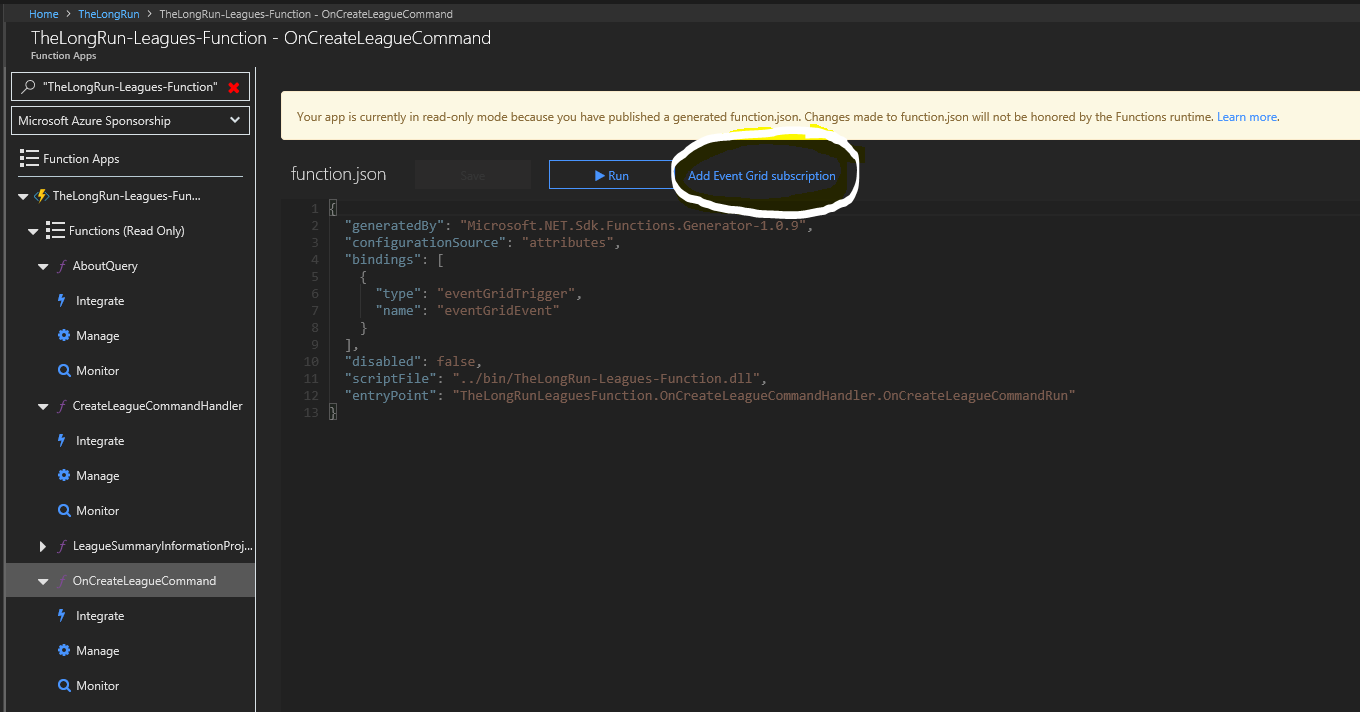 Home > TheLongRun > TheLongRun-Leagues-Function - OnCreateLeagueCommand
TheLongRun-Leagues-Function - OnCreateLeagueCommand
Function Apps
"TheLongRun-Leagues-Function"
Microsoft Azure Sponsorship
Function Apps
TheLongRun-Leagues-Fun...
Functions (Read Only)
AboutQuery
Integrate
Manage
Monitor
CreateLeagueCommandHandler
Integrate
Manage
Monitor
LeagueSummaryInformationProj...
OnCreateLeagueCommand
Integrate
Manage
Monitor
Your app is currently in read-only mode because you have published a generated function.json. Changes made to function.json will not be honored by the Functions runtime. Learn more.
function.json Save Run Add Event Grid subscription
1 {
2 "generatedBy": "Microsoft.NET.Sdk.Functions.Generator-1.0.9",
3 "configurationSource": "attributes",
4 "bindings": [
5 {
6 "type": "eventGridTrigger",
7 "name": "eventGridEvent"
8 }
9 ],
10 "disabled": false,
11 "scriptFile": "../bin/TheLongRun-Leagues-Function.dll",
12 "entryPoint": "TheLongRunLeaguesFunction.OnCreateLeagueCommandHandler.OnCreateLeagueCommandRun"
13 }